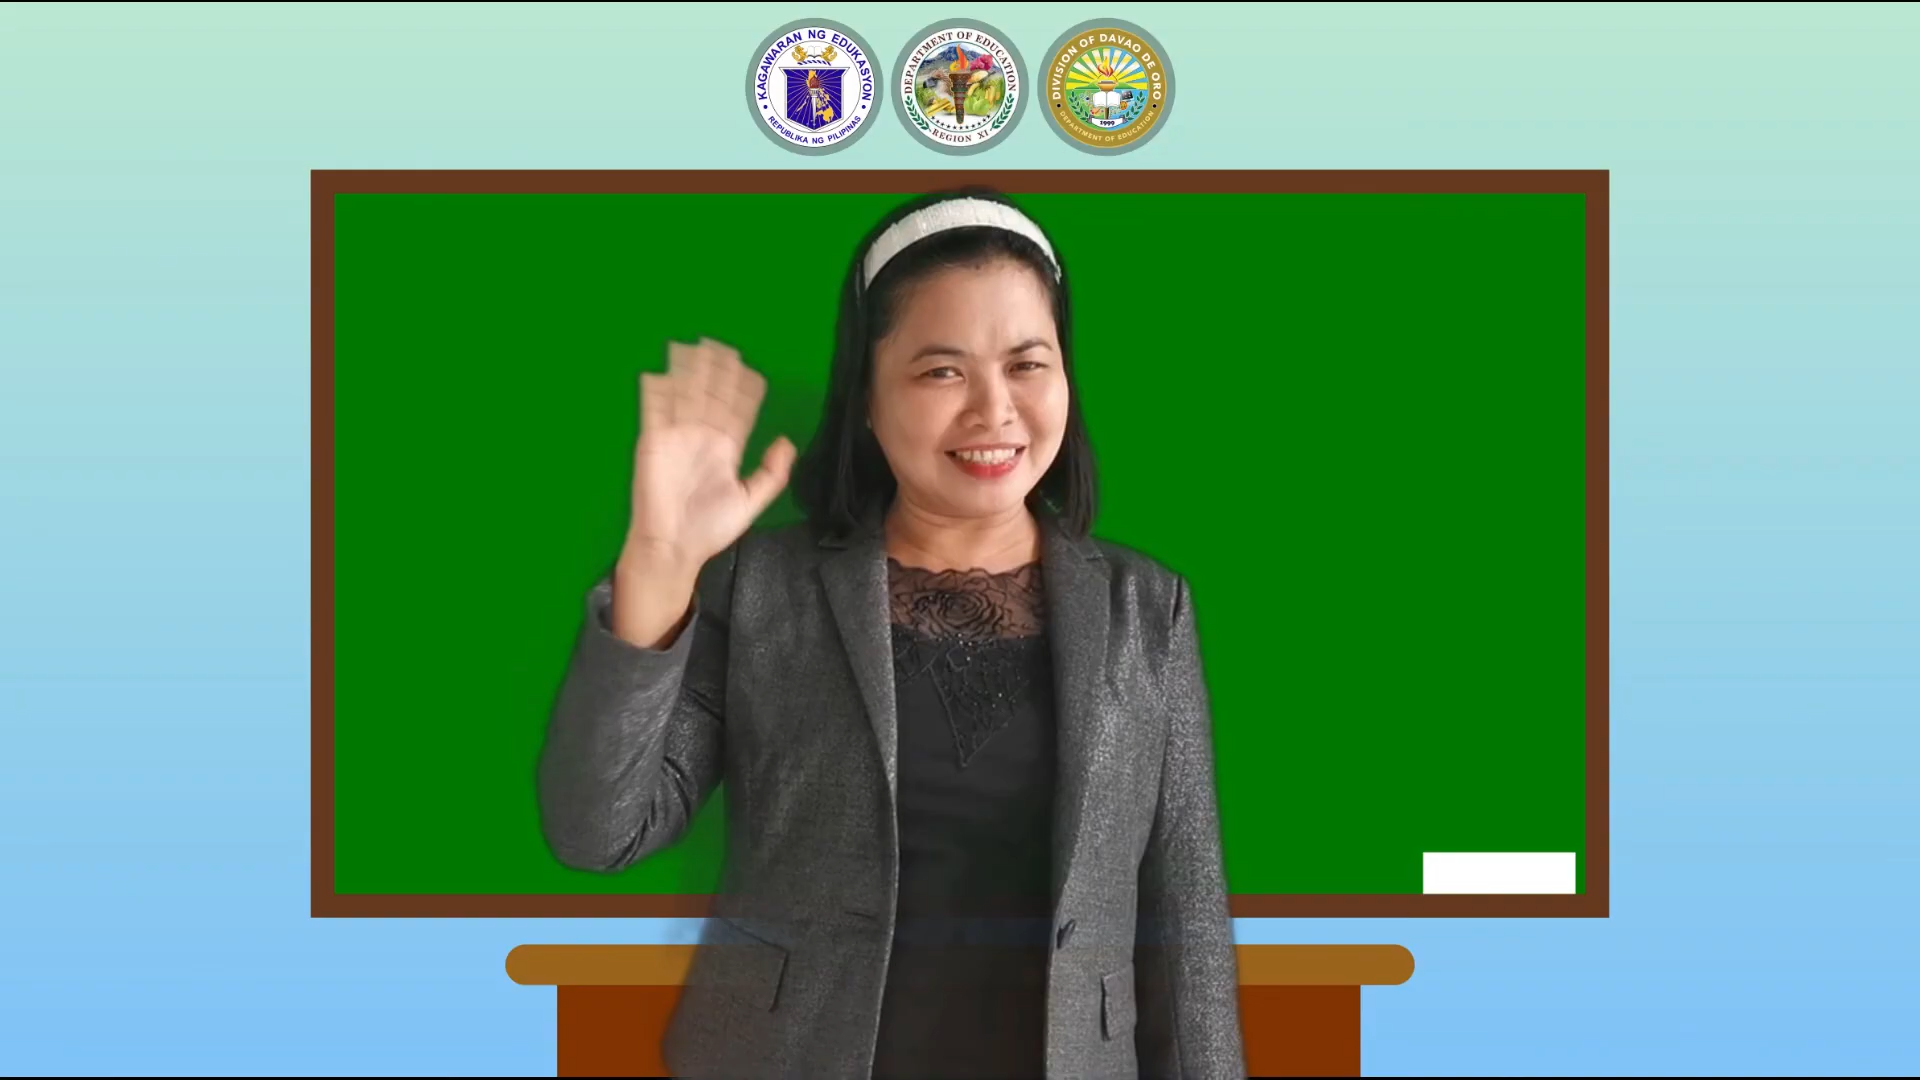 KAGAWARAN NG EDUKASYON
REPUBLIKA NG PILIPINAS
DEPARTMENT OF EDUCATION
REGION XI
DIVISION OF DAVAO DE ORO
1999
DEPARTMENT OF EDUCATION